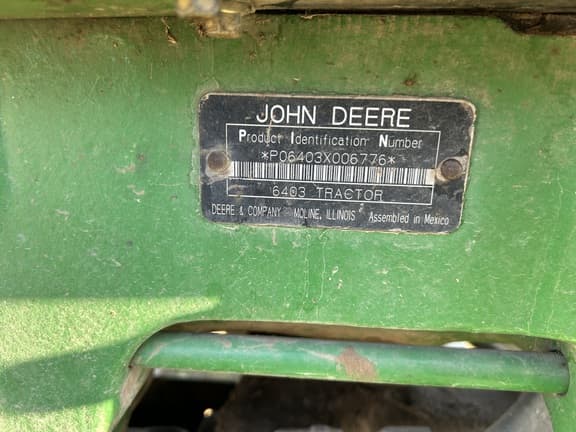 JOHN DEERE
Product Identification Number
*P06403X006776*
6403 TRACTOR
DEERE & COMPANY MOLINE, ILLINOIS Assembled in Mexico